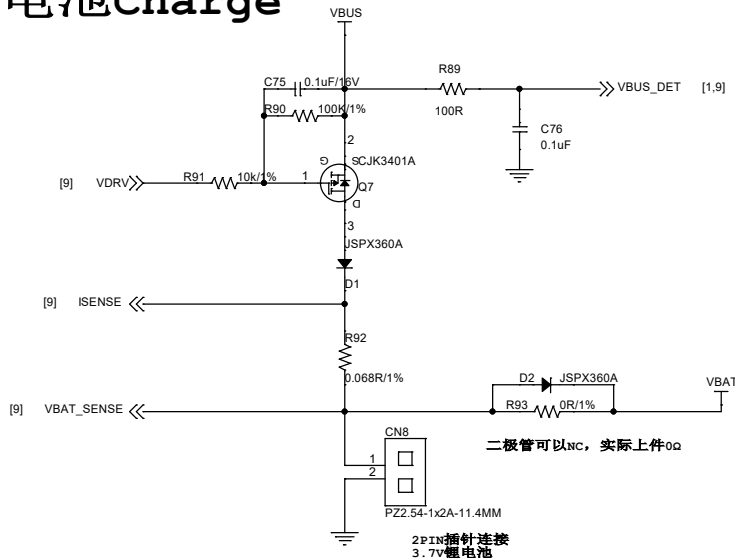 电池Charge
VBUS
R89
C75 0.1uF/16V
VBUS_DET [1,9]
R90 100K/1%
100R
C76
0.1uF
2
G S CJK3401A
[9] VDRV R91 10k/1% 1
Q7
D
3
JSPX360A
D1
[9] ISENSE
R92
0.068R/1%
D2 JSPX360A
VBAT
[9] VBAT_SENSE
R93 0R/1%
二极管可以NC，实际上件0Ω
CN8
1
2
PZ2.54-1x2A-11.4MM
2PIN插针连接
3.7V锂电池